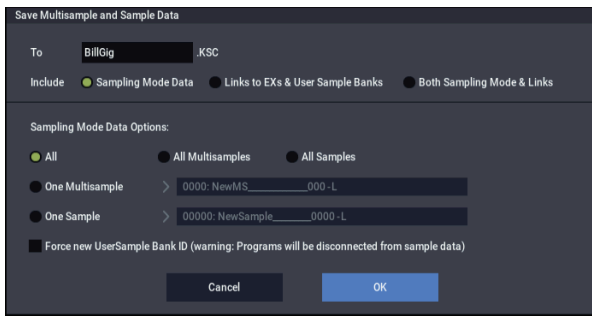 Save Multisample and Sample Data
To BillGig .KSC
Include Sampling Mode Data Links to EXs & User Sample Banks Both Sampling Mode & Links
Sampling Mode Data Options:
All All Multisamples All Samples
One Multisample 0000: NewMS____________000 -L
One Sample 00000: NewSample_______0000 -L
Force new UserSample Bank ID (warning: Programs will be disconnected from sample data)
Cancel OK